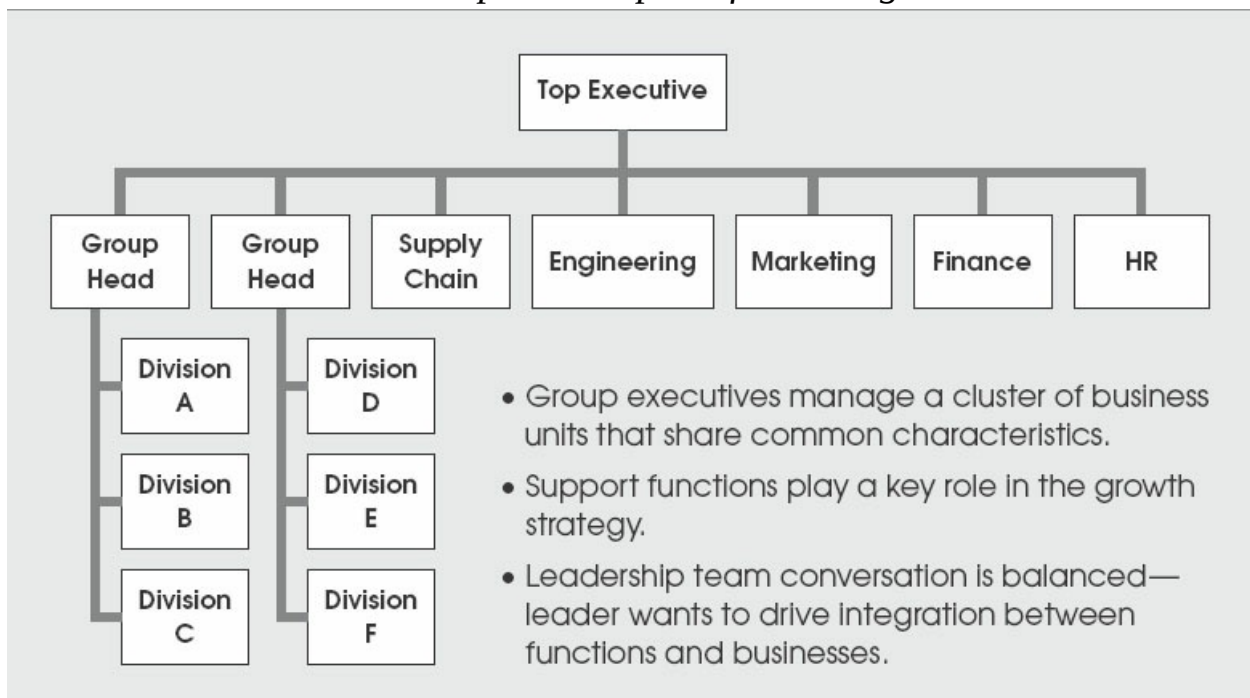 Top Executive
Group
Head
Group
Head
Supply
Chain
Engineering
Marketing
Finance
HR
Division
A
Division
B
Division
C
Division
D
Division
E
Division
F
• Group executives manage a cluster of business
units that share common characteristics.
• Support functions play a key role in the growth
strategy.
• Leadership team conversation is balanced—
leader wants to drive integration between
functions and businesses.